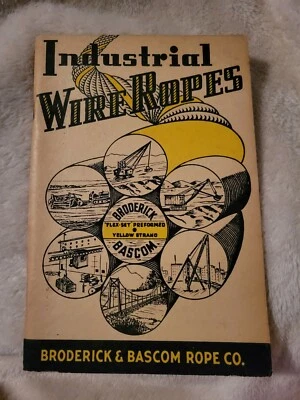 Industrial
WIRE ROPES
BRODERICK
"FLEX-SET PREFORMED"
YELLOW STRAND
BASCOM
BRODERICK & BASCOM ROPE CO.